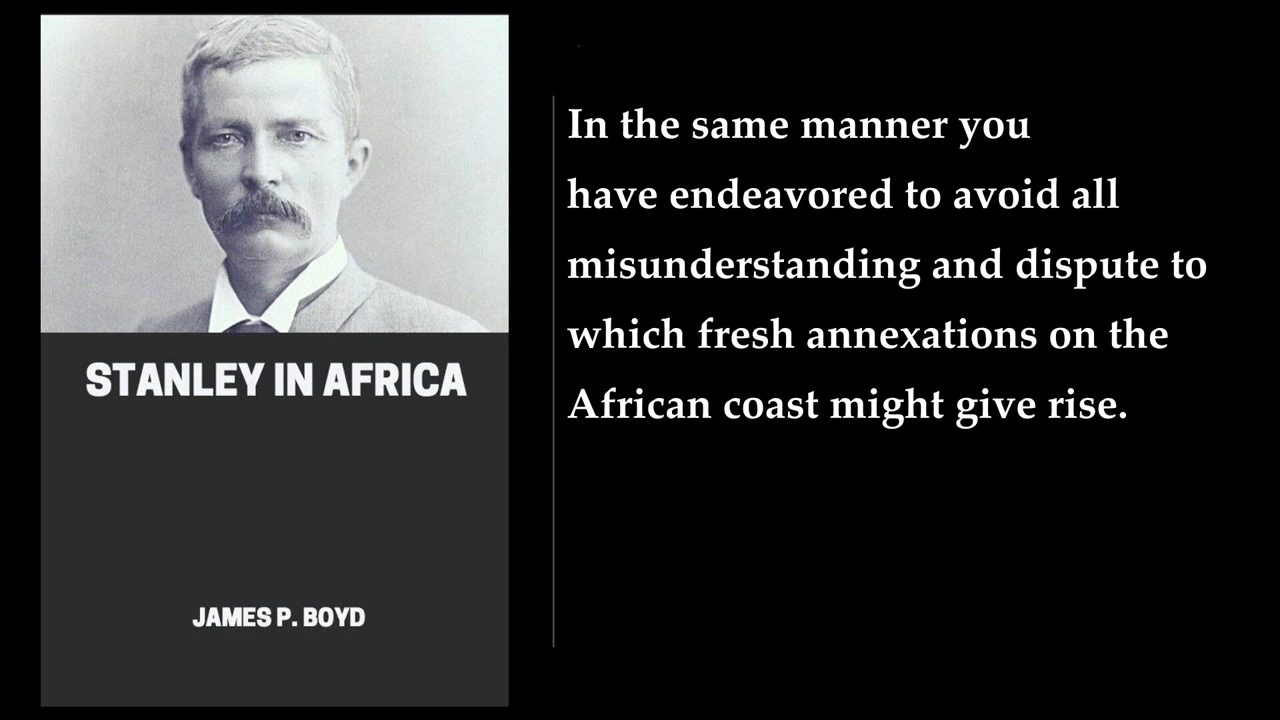 STANLEY IN AFRICA
JAMES P. BOYD
In the same manner you
have endeavored to avoid all
misunderstanding and dispute to
which fresh annexations on the
African coast might give rise.